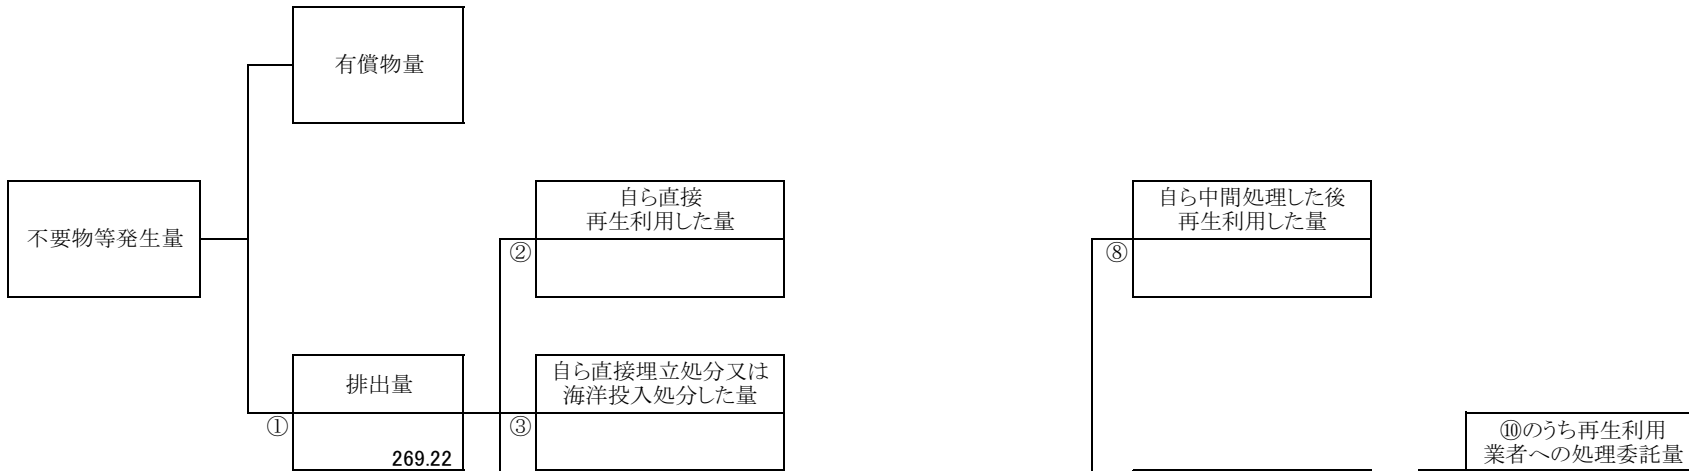 有償物量
不要物等発生量
自ら直接
再生利用した量
②
自ら中間処理した後
再生利用した量
⑧
排出量
①
269.22
自ら直接埋立処分又は
海洋投入処分した量
③
⑩のうち再生利用
業者への処理委託量